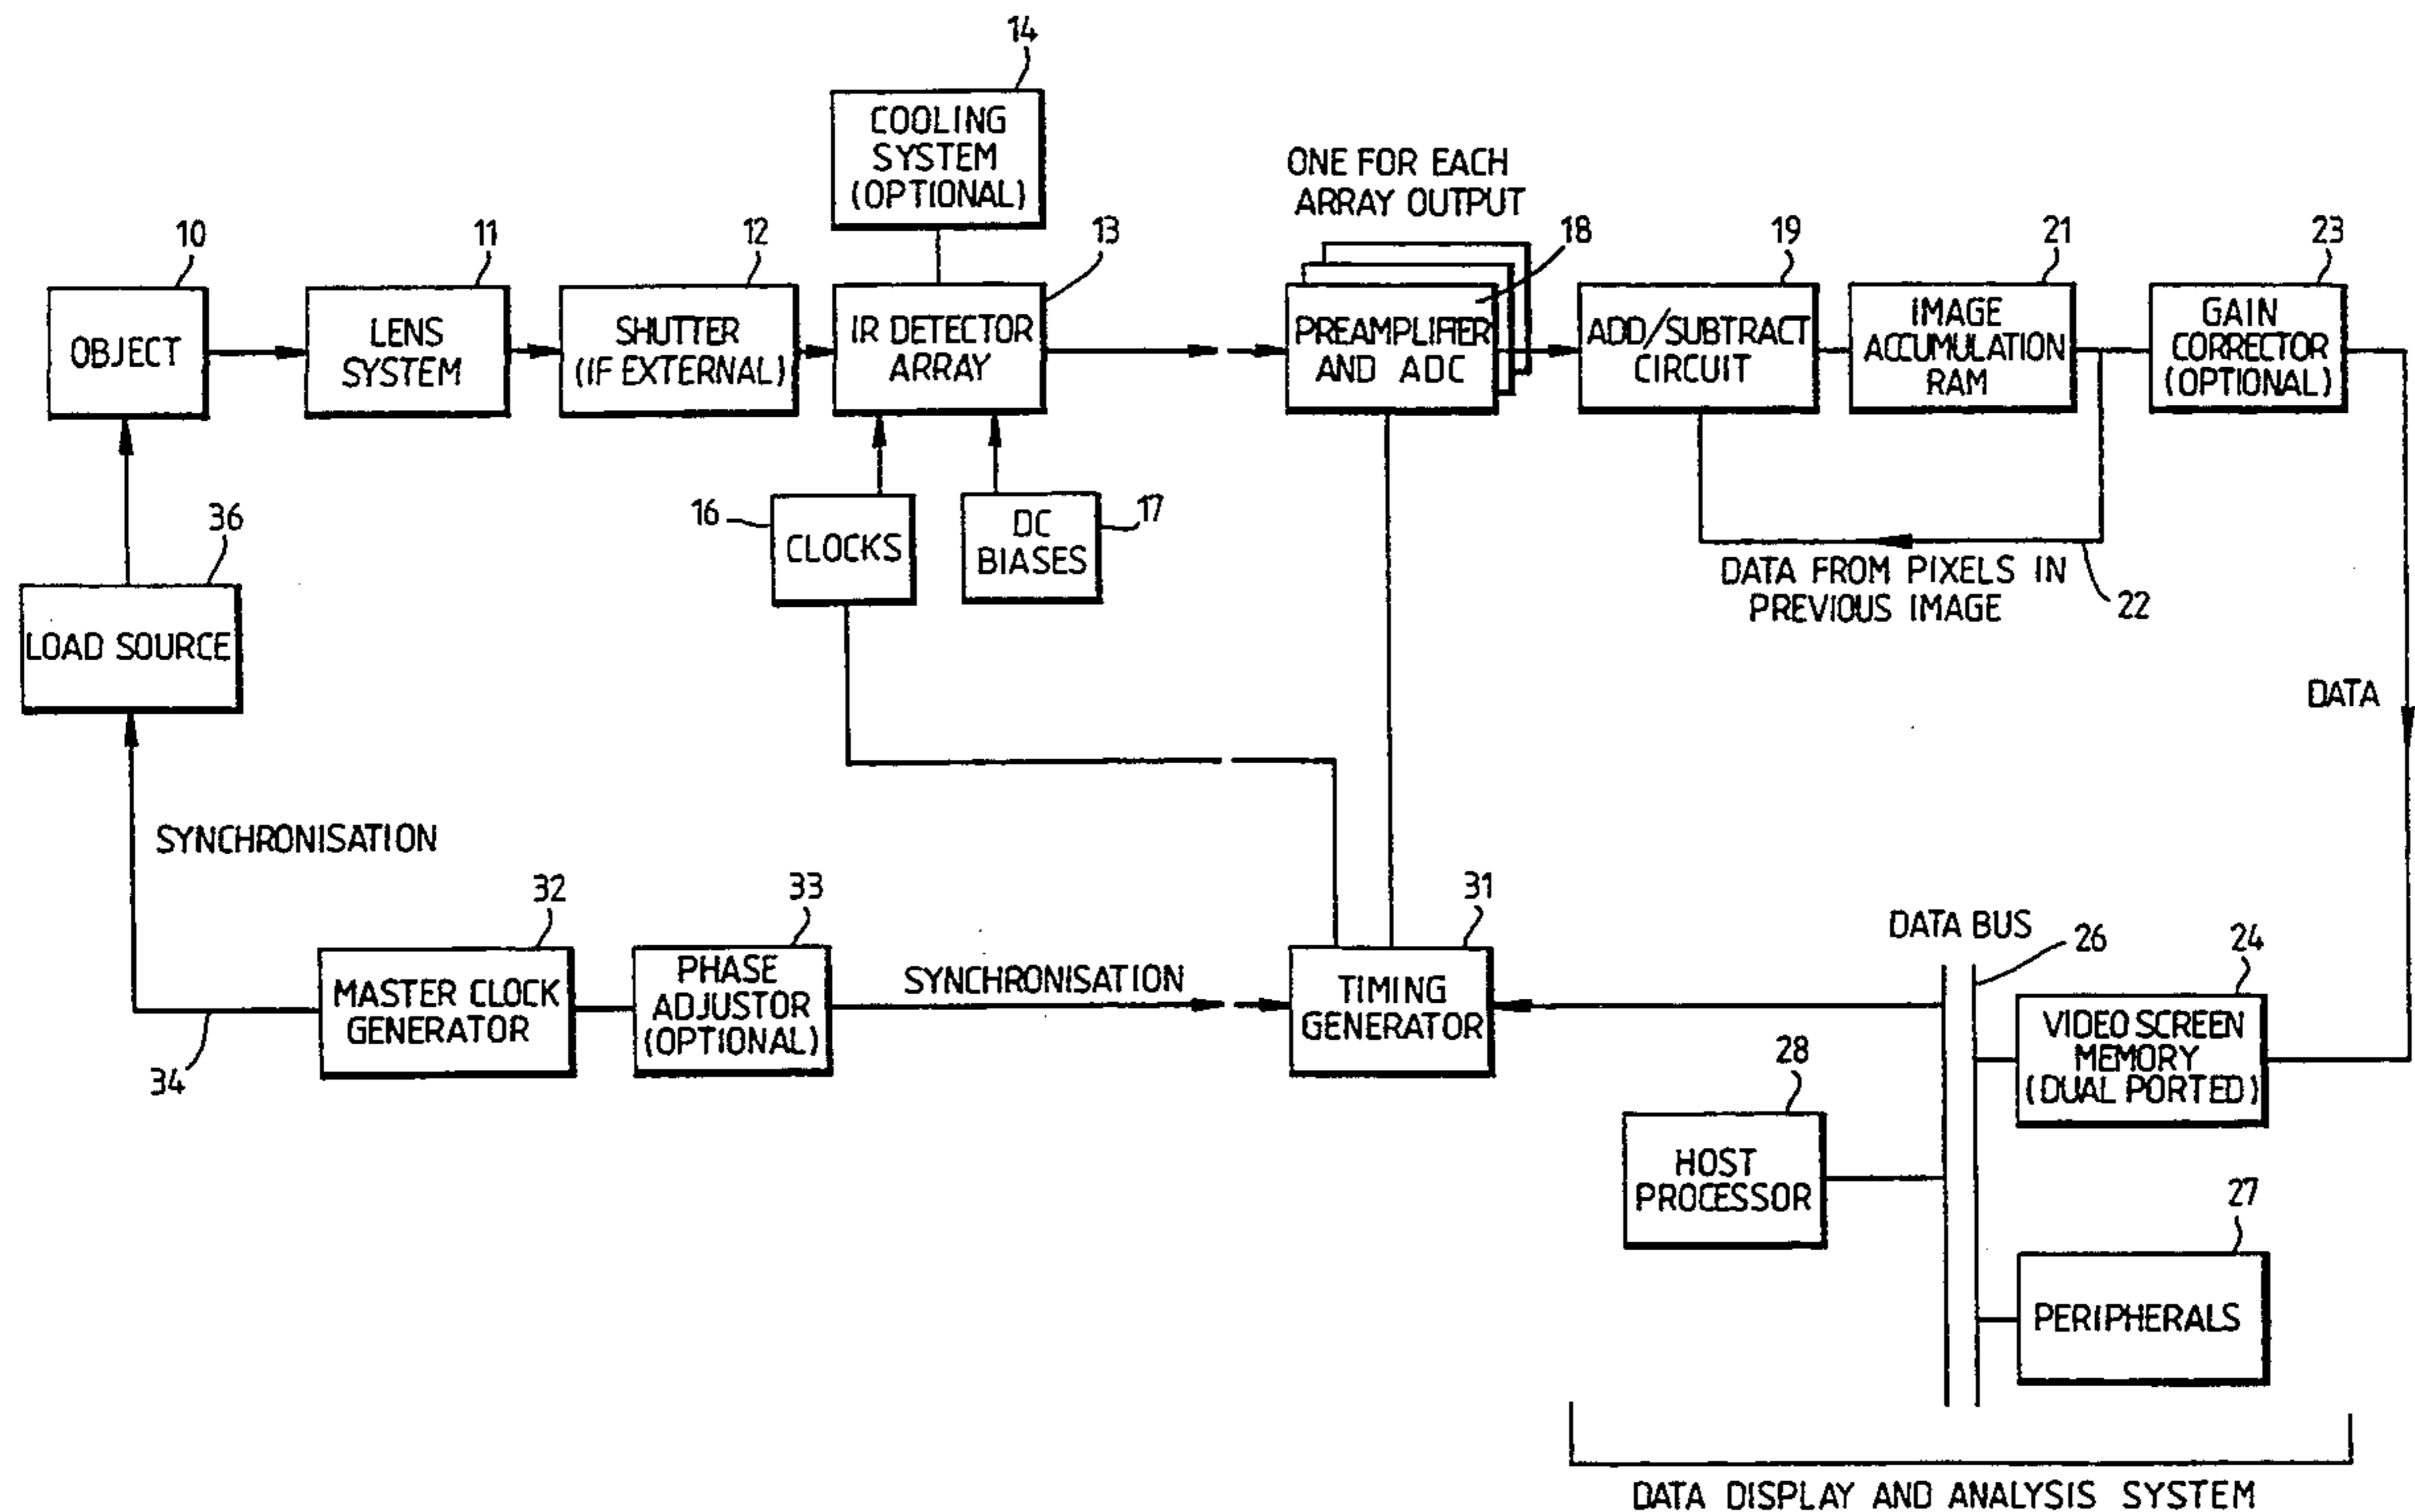 14
COOLING
SYSTEM
(OPTIONAL)
ONE FOR EACH
ARRAY OUTPUT
10
11
12
13
18
19
21
23
OBJECT
LENS
SYSTEM
SHUTTER
(IF EXTERNAL)
IR DETECTOR
ARRAY
PREAMPLIFIER
AND ADC
ADD/SUBTRACT
CIRCUIT
IMAGE
ACCUMULATION
RAM
GAIN
CORRECTOR
(OPTIONAL)
36
16
CLOCKS
DC
BIASES
17
DATA FROM PIXELS IN
PREVIOUS IMAGE
22
LOAD SOURCE
DATA
SYNCHRONISATION
32
33
31
DATA BUS
26
24
MASTER CLOCK
GENERATOR
PHASE
ADJUSTOR
(OPTIONAL)
SYNCHRONISATION
TIMING
GENERATOR
VIDEO SCREEN
MEMORY
(DUAL PORTED)
34
28
HOST
PROCESSOR
27
PERIPHERALS
DATA DISPLAY AND ANALYSIS SYSTEM